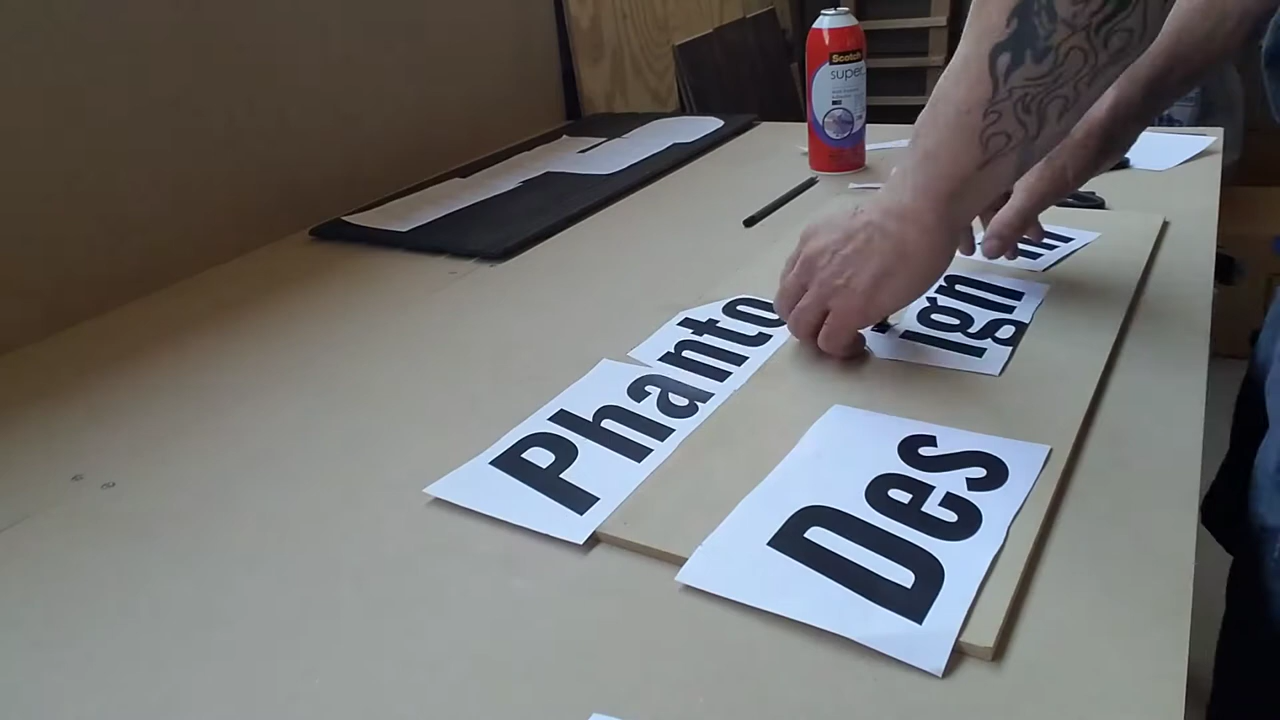 Scotch
super
Phanto
m
ign
Des